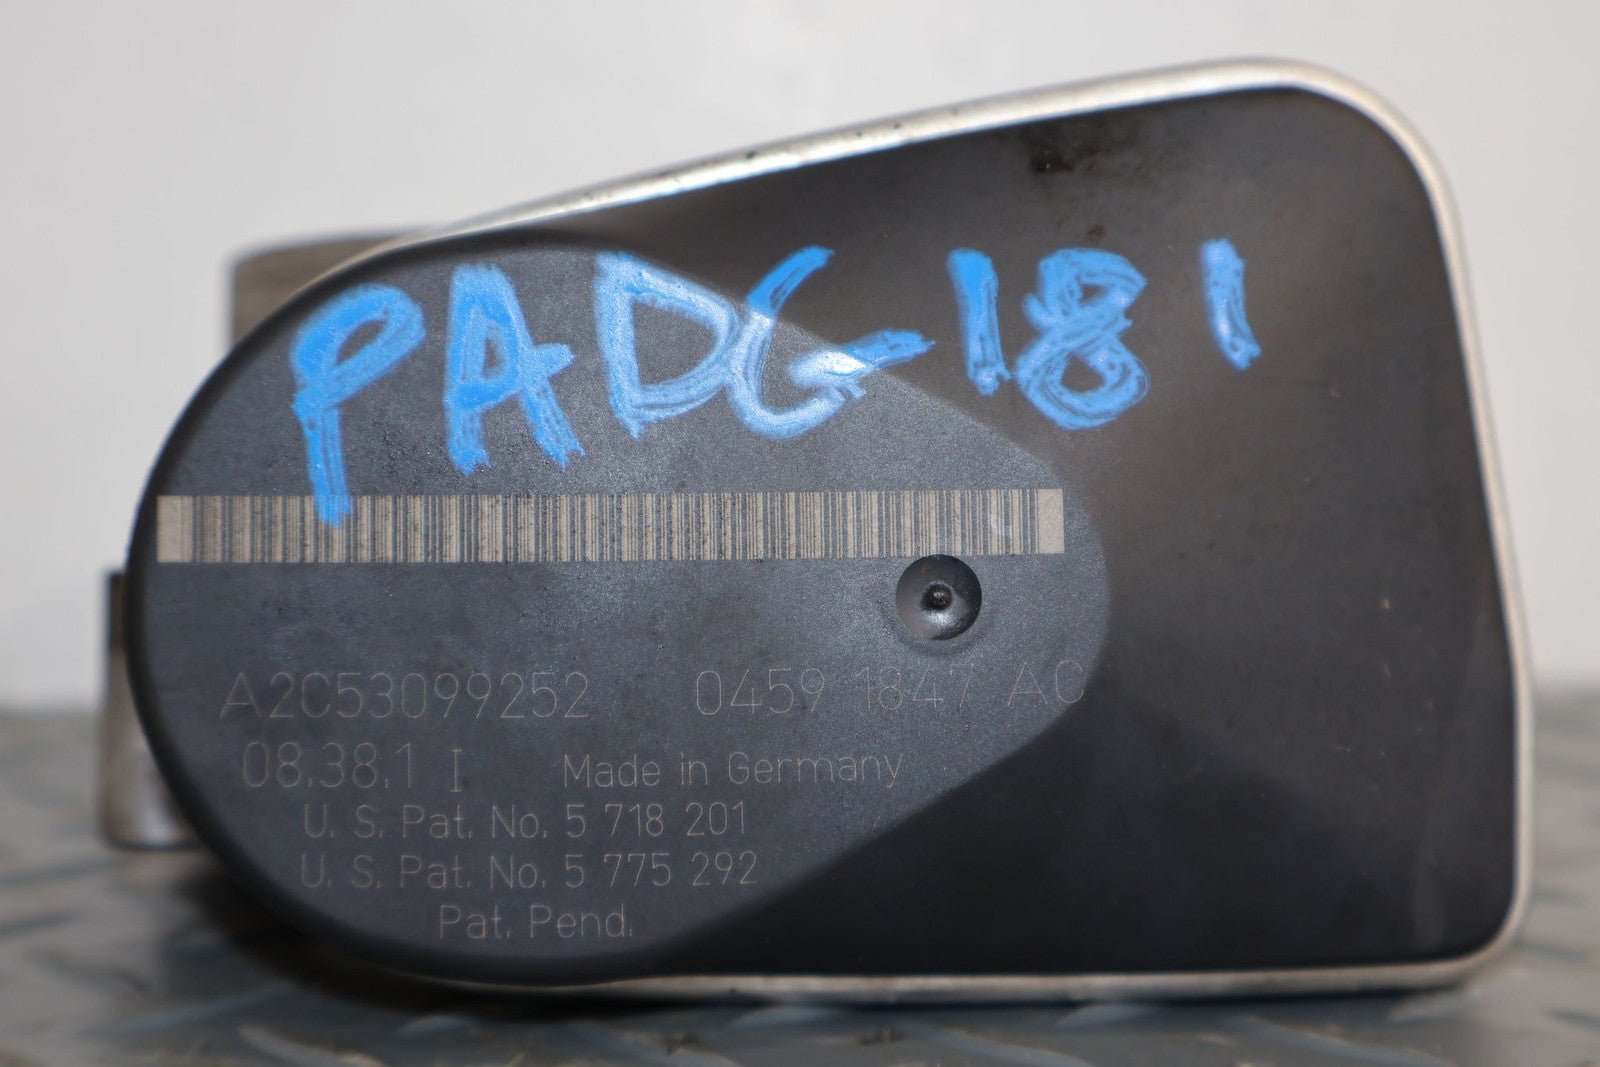 PADG-181
A2C53099252 0459 1847 AC
08.38.1 I Made in Germany
U. S. Pat. No. 5 718 201
U. S. Pat. No. 5 775 292
Pat. Pend.